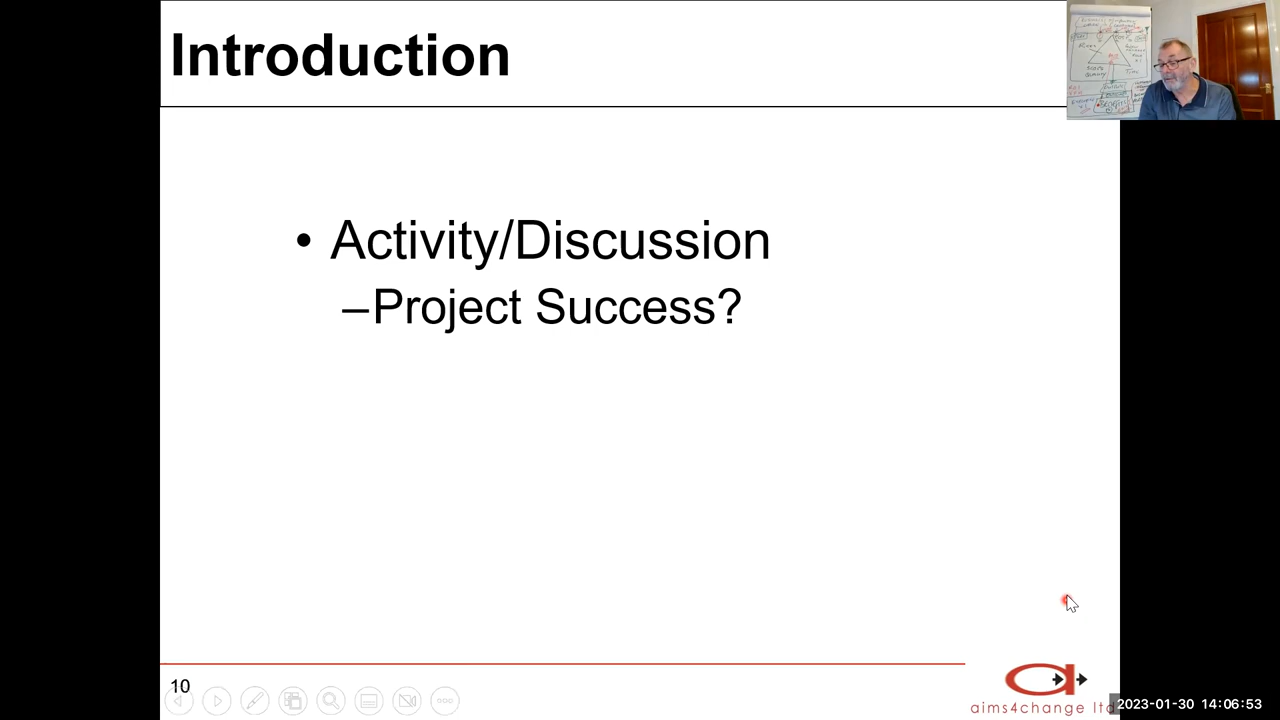 Introduction
• Activity/Discussion
–Project Success?
10
aims4change ltd
2023-01-30 14:06:53